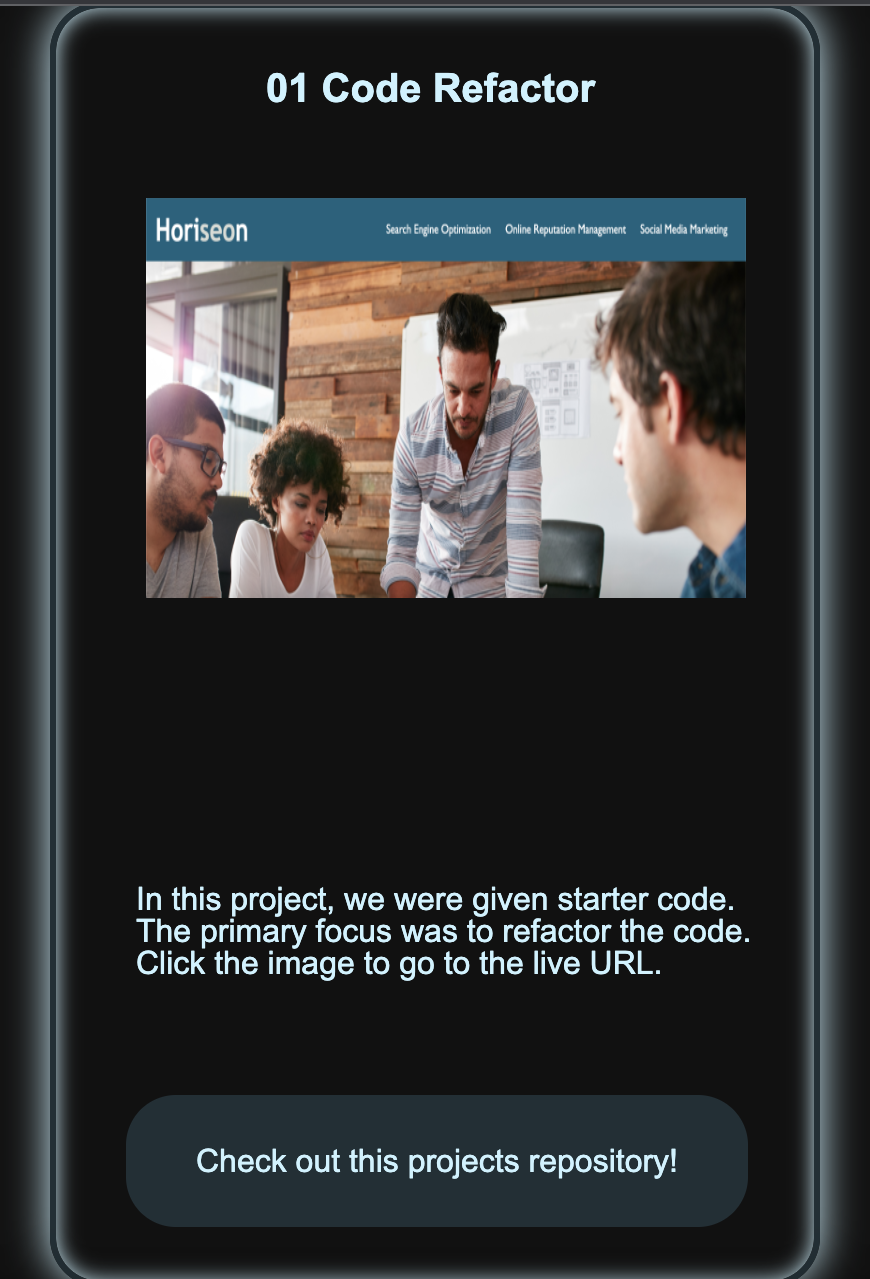 01 Code Refactor
Horiseon
Search Engine Optimization Online Reputation Management Social Media Marketing
In this project, we were given starter code.
The primary focus was to refactor the code.
Click the image to go to the live URL.
Check out this projects repository!